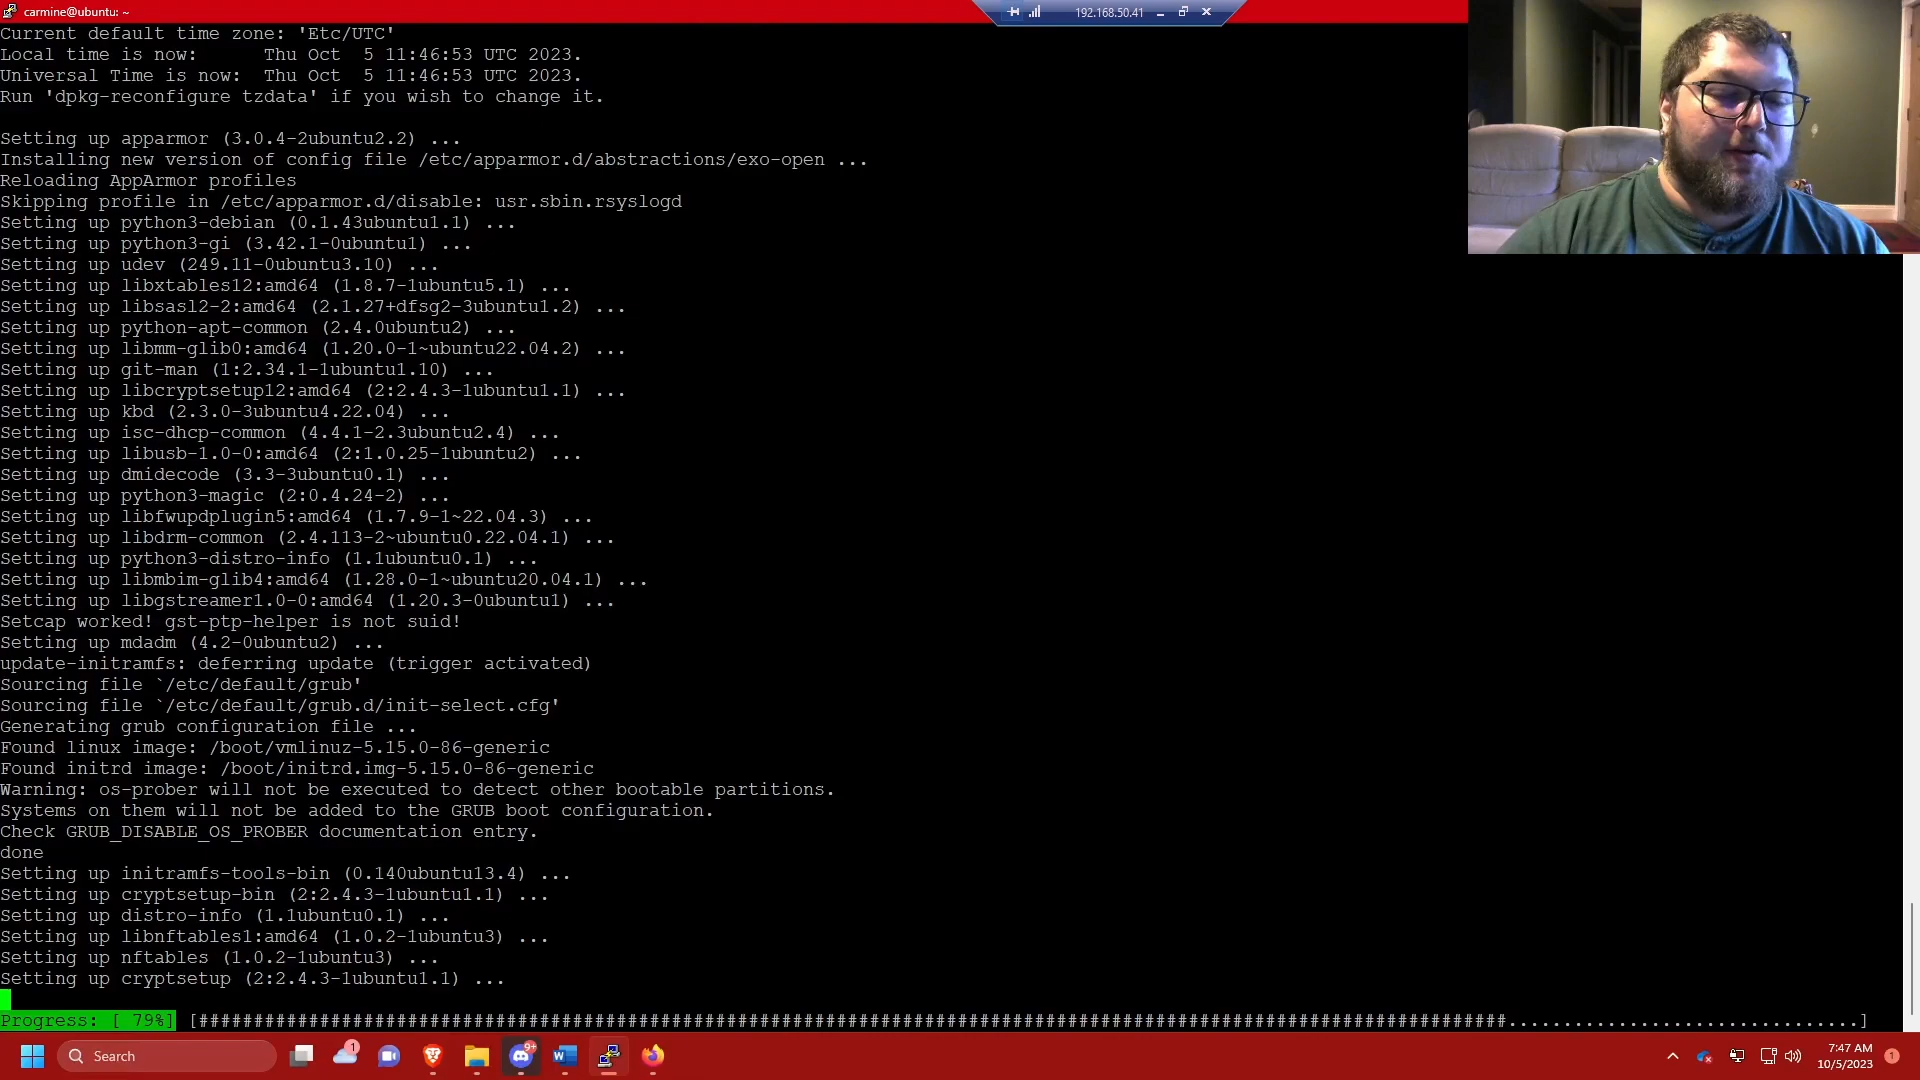 carmine@ubuntu: ~
192.168.50.41
Current default time zone: 'Etc/UTC'
Local time is now:      Thu Oct  5 11:46:53 UTC 2023.
Universal Time is now:  Thu Oct  5 11:46:53 UTC 2023.
Run 'dpkg-reconfigure tzdata' if you wish to change it.
Setting up apparmor (3.0.4-2ubuntu2.2) ...
Installing new version of config file /etc/apparmor.d/abstractions/exo-open ...
Reloading AppArmor profiles
Skipping profile in /etc/apparmor.d/disable: usr.sbin.rsyslogd
Setting up python3-debian (0.1.43ubuntu1.1) ...
Setting up python3-gi (3.42.1-0ubuntu1) ...
Setting up udev (249.11-0ubuntu3.10) ...
Setting up libxtables12:amd64 (1.8.7-1ubuntu5.1) ...
Setting up libsasl2-2:amd64 (2.1.27+dfsg2-3ubuntu1.2) ...
Setting up python-apt-common (2.4.0ubuntu2) ...
Setting up libmm-glib0:amd64 (1.20.0-1~ubuntu22.04.2) ...
Setting up git-man (1:2.34.1-1ubuntu1.10) ...
Setting up libcryptsetup12:amd64 (2:2.4.3-1ubuntu1.1) ...
Setting up kbd (2.3.0-3ubuntu4.22.04) ...
Setting up isc-dhcp-common (4.4.1-2.3ubuntu2.4) ...
Setting up libusb-1.0-0:amd64 (2:1.0.25-1ubuntu2) ...
Setting up dmidecode (3.3-3ubuntu0.1) ...
Setting up python3-magic (2:0.4.24-2) ...
Setting up libfwupdplugin5:amd64 (1.7.9-1~22.04.3) ...
Setting up libdrm-common (2.4.113-2~ubuntu0.22.04.1) ...
Setting up python3-distro-info (1.1ubuntu0.1) ...
Setting up libmbim-glib4:amd64 (1.28.0-1~ubuntu20.04.1) ...
Setting up libgstreamer1.0-0:amd64 (1.20.3-0ubuntu1) ...
Setcap worked! gst-ptp-helper is not suid!
Setting up mdadm (4.2-0ubuntu2) ...
update-initramfs: deferring update (trigger activated)
Sourcing file `/etc/default/grub'
Sourcing file `/etc/default/grub.d/init-select.cfg'
Generating grub configuration file ...
Found linux image: /boot/vmlinuz-5.15.0-86-generic
Found initrd image: /boot/initrd.img-5.15.0-86-generic
Warning: os-prober will not be executed to detect other bootable partitions.
Systems on them will not be added to the GRUB boot configuration.
Check GRUB_DISABLE_OS_PROBER documentation entry.
done
Setting up initramfs-tools-bin (0.140ubuntu13.4) ...
Setting up cryptsetup-bin (2:2.4.3-1ubuntu1.1) ...
Setting up distro-info (1.1ubuntu0.1) ...
Setting up libnftables1:amd64 (1.0.2-1ubuntu3) ...
Setting up nftables (1.0.2-1ubuntu3) ...
Setting up cryptsetup (2:2.4.3-1ubuntu1.1) ...
Progress: [ 79%] [#######################################################################################################################................................]
Search
1
9+
7:47 AM
10/5/2023
1